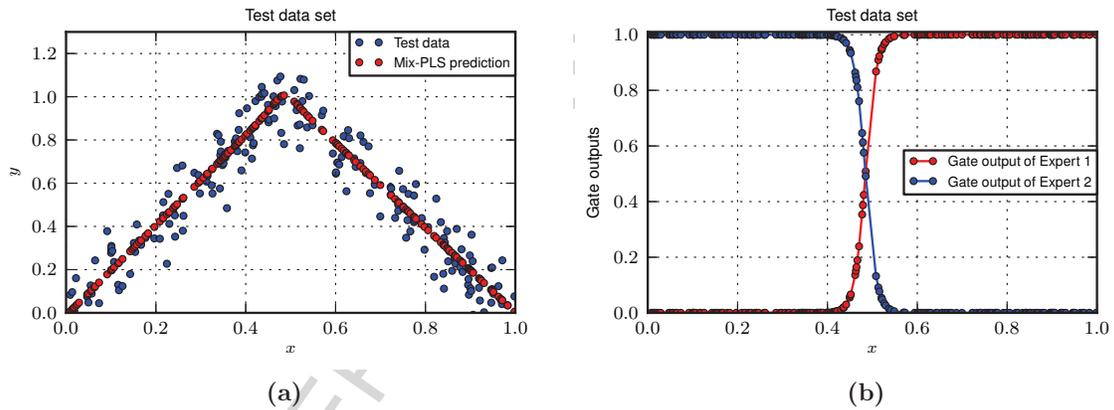 Test data set
1.2
1.0
0.8
0.6
0.4
0.2
0.0
y
0.0 0.2 0.4 0.6 0.8 1.0
x
Test data
Mix-PLS prediction
(a)
Test data set
1.0
0.8
0.6
0.4
0.2
0.0
Gate outputs
0.0 0.2 0.4 0.6 0.8 1.0
x
Gate output of Expert 1
Gate output of Expert 2
(b)